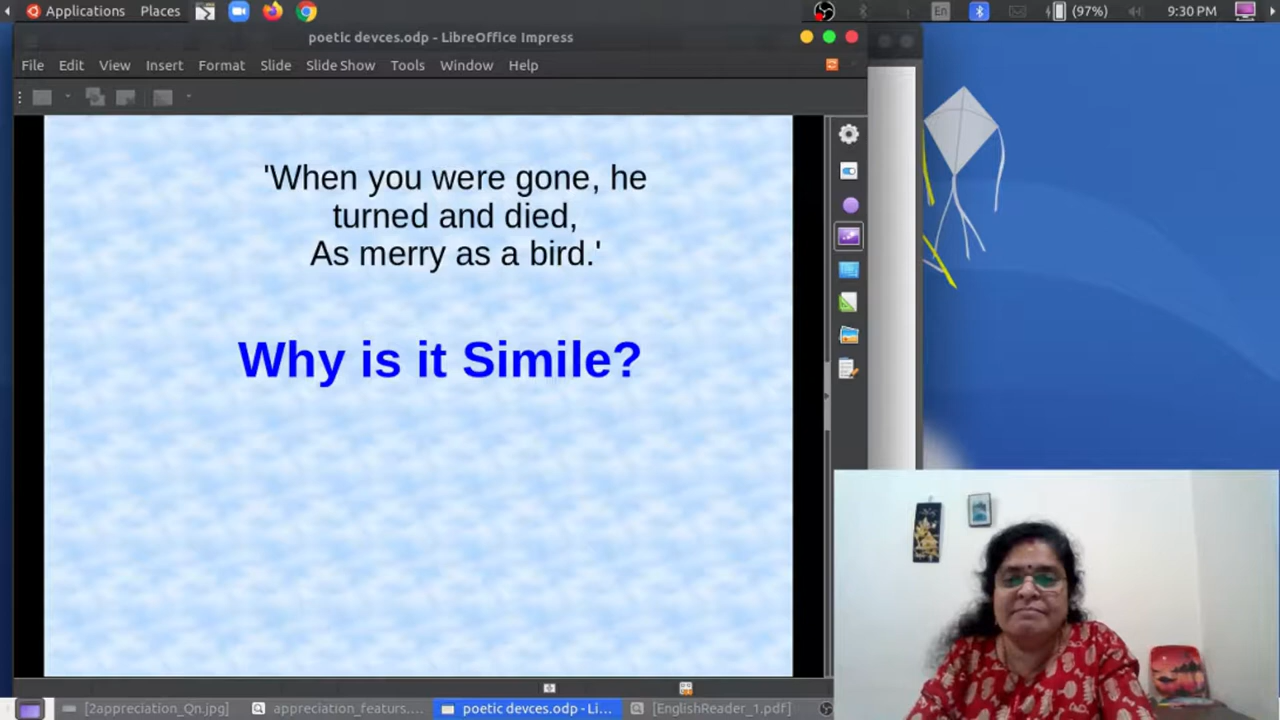 Applications Places En (97%) 9:30 PM
poetic devces.odp - LibreOffice Impress
File Edit View Insert Format Slide Slide Show Tools Window Help
'When you were gone, he
turned and died,
As merry as a bird.'
Why is it Simile?
[2appreciation_Qn.jpg] appreciation_featurs.... poetic devces.odp - Li... [EnglishReader_1.pdf]